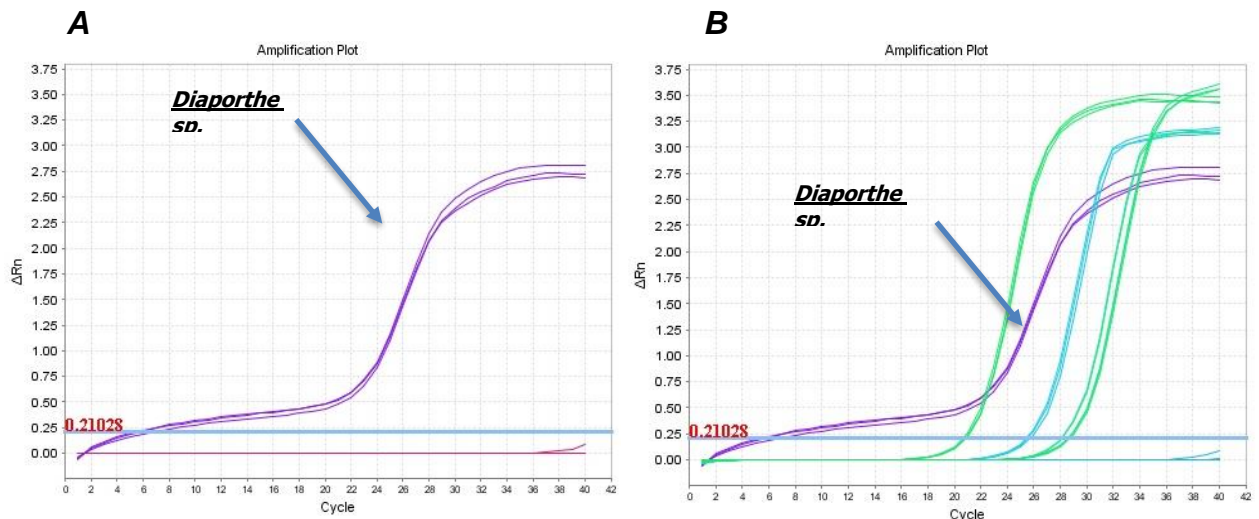 A
Amplification Plot
3.75
3.50
3.25
3.00
2.75
2.50
2.25
2.00
1.75
1.50
1.25
1.00
0.75
0.50
0.25
0.00
ΔRn
Diaporthe
sp.
0.21028
0 2 4 6 8 10 12 14 16 18 20 22 24 26 28 30 32 34 36 38 40 42
Cycle
B
Amplification Plot
3.75
3.50
3.25
3.00
2.75
2.50
2.25
2.00
1.75
1.50
1.25
1.00
0.75
0.50
0.25
0.00
ΔRn
Diaporthe
sp.
0.21028
0 2 4 6 8 10 12 14 16 18 20 22 24 26 28 30 32 34 36 38 40 42
Cycle